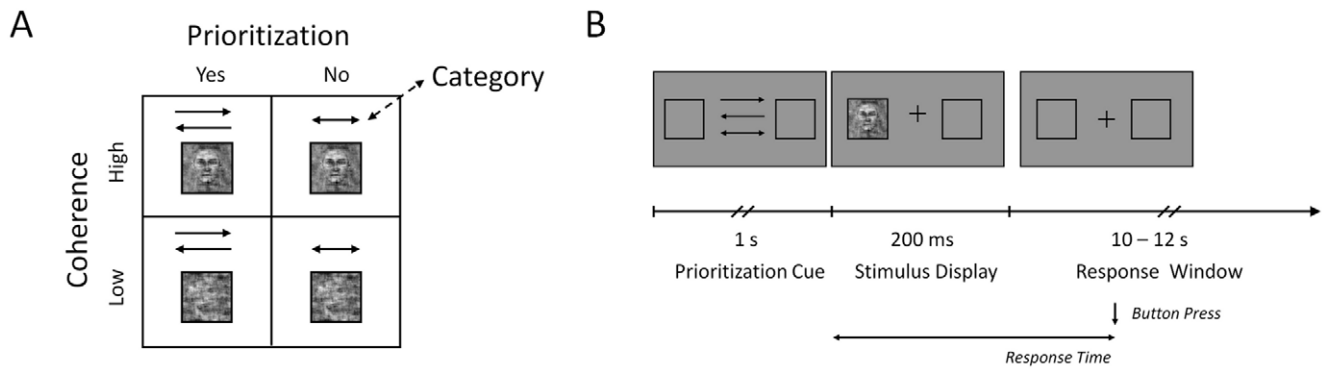 A
Prioritization
Yes
No
Category
Coherence
High
Low
B
1 s
200 ms
10 – 12 s
Prioritization Cue
Stimulus Display
Response Window
Button Press
Response Time